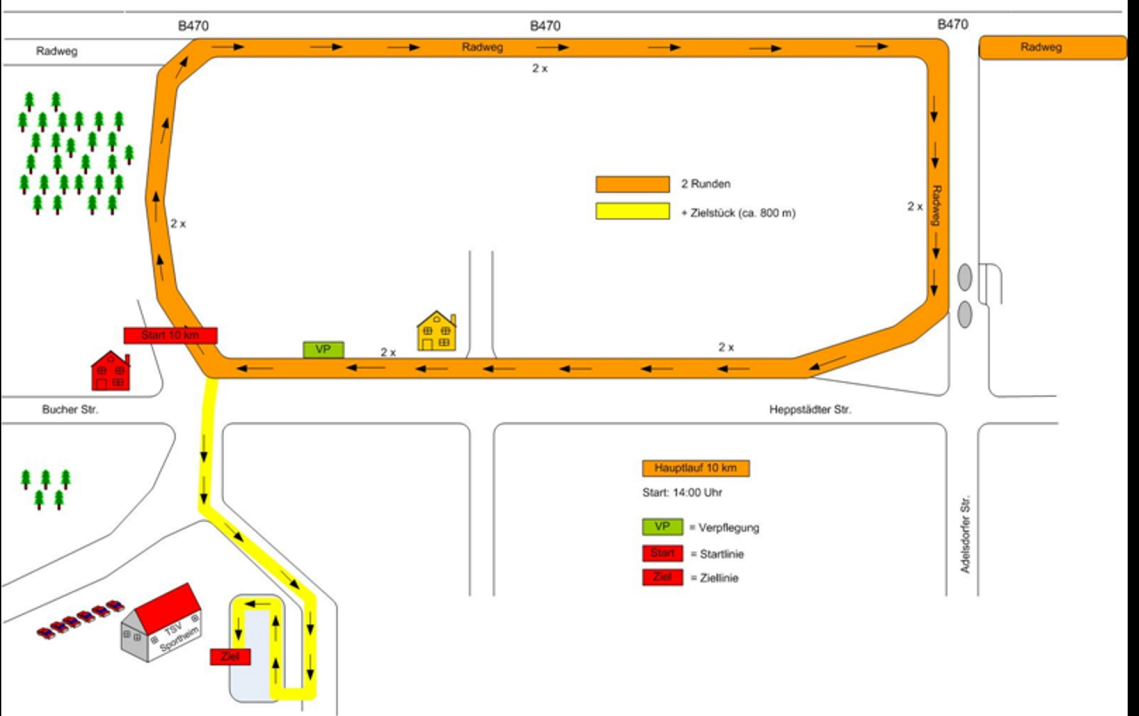 B470
B470
B470
Radweg
Radweg
Radweg
2 x
2 Runden
+ Zielstück (ca. 800 m)
2 x
Radweg
2 x
Start 10 km
VP
2 x
2 x
Bucher Str.
Heppstädter Str.
Hauptlauf 10 km
Start: 14:00 Uhr
VP = Verpflegung
Start = Startlinie
Ziel = Ziellinie
Adelsdorfer Str.
TSV
Sportheim
Ziel